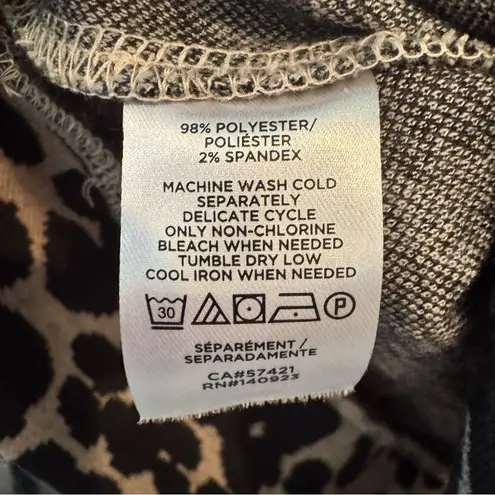 98% POLYESTER/
POLIÉSTER
2% SPANDEX
MACHINE WASH COLD
SEPARATELY
DELICATE CYCLE
ONLY NON-CHLORINE
BLEACH WHEN NEEDED
TUMBLE DRY LOW
COOL IRON WHEN NEEDED
30 P
SÉPARÉMENT/
SEPARADAMENTE
CA#57421
RN#140923